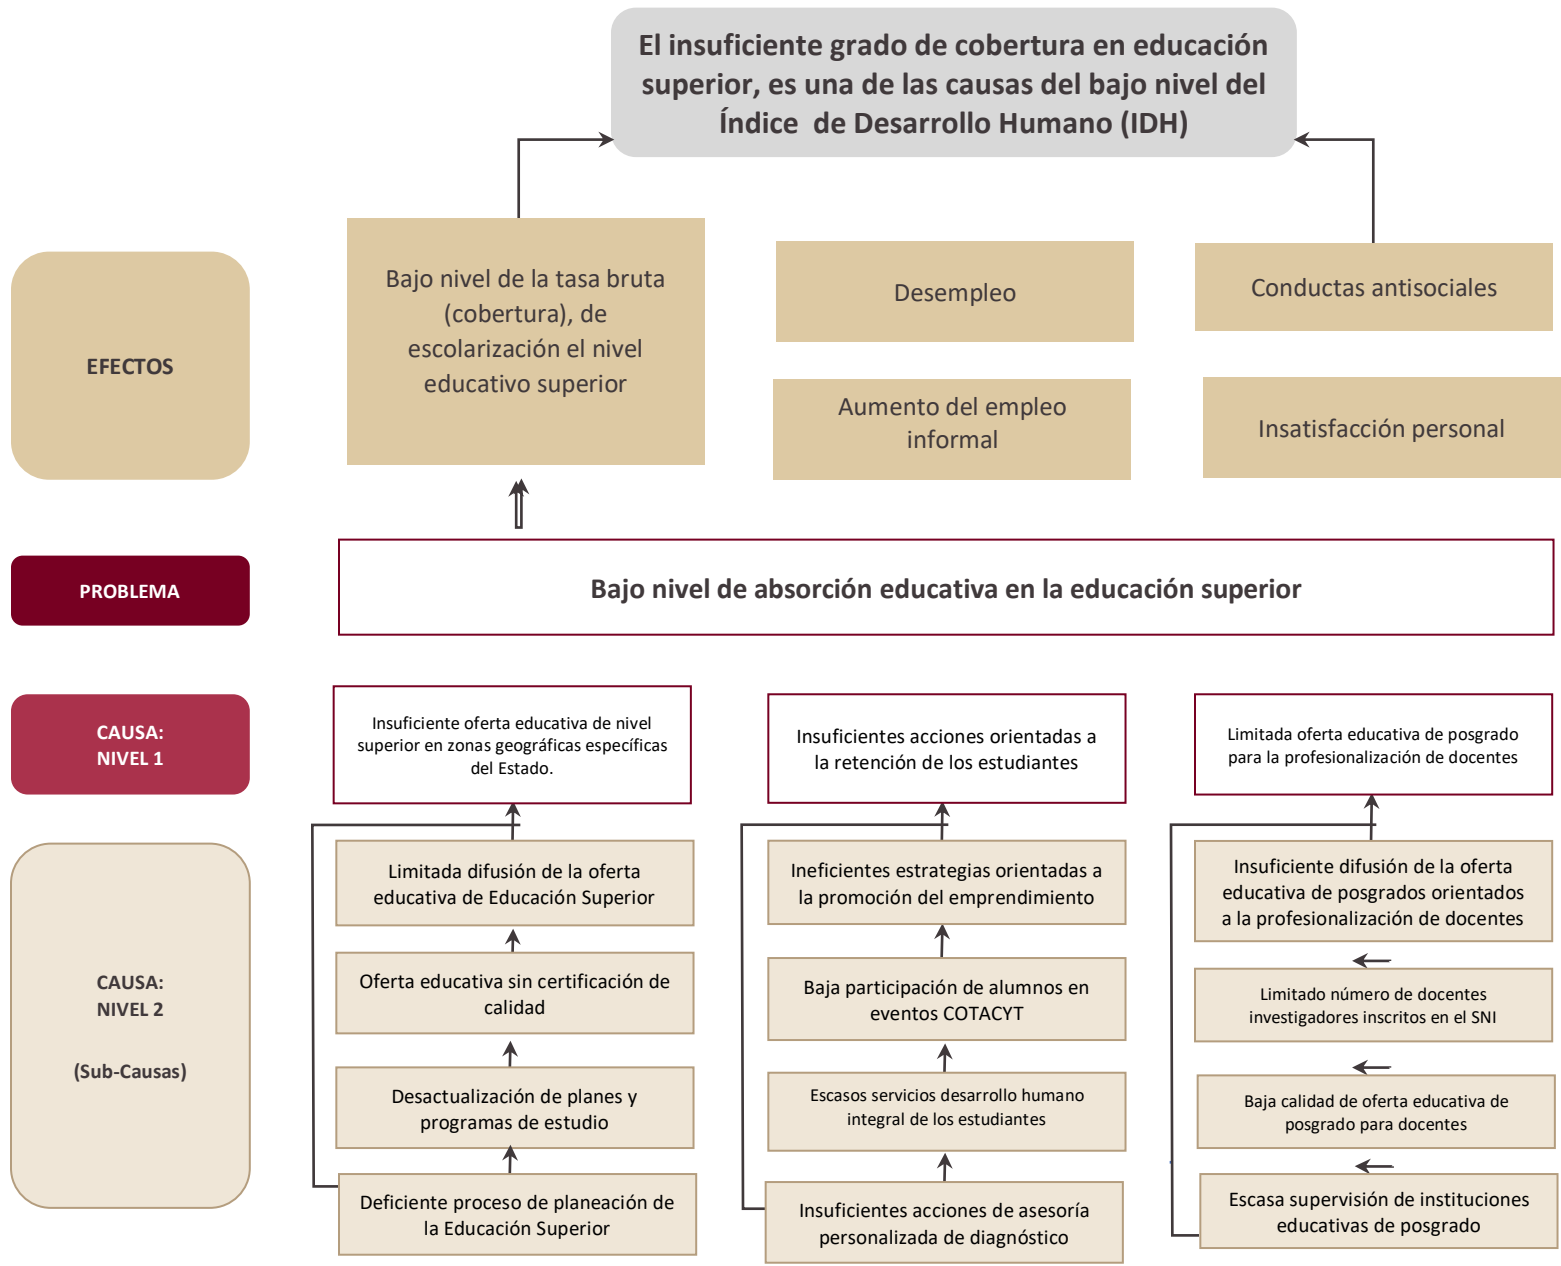 El insuficiente grado de cobertura en educación
superior, es una de las causas del bajo nivel del
Índice de Desarrollo Humano (IDH)
EFECTOS
Bajo nivel de la tasa bruta
(cobertura), de
escolarización el nivel
educativo superior
Desempleo
Conductas antisociales
Aumento del empleo
informal
Insatisfacción personal
PROBLEMA
Bajo nivel de absorción educativa en la educación superior
CAUSA:
NIVEL 1
Insuficiente oferta educativa de nivel
superior en zonas geográficas específicas
del Estado.
Insuficientes acciones orientadas a
la retención de los estudiantes
Limitada oferta educativa de posgrado
para la profesionalización de docentes
CAUSA:
NIVEL 2
(Sub-Causas)
Limitada difusión de la oferta
educativa de Educación Superior
Oferta educativa sin certificación de
calidad
Desactualización de planes y
programas de estudio
Deficiente proceso de planeación de
la Educación Superior
Ineficientes estrategias orientadas a
la promoción del emprendimiento
Baja participación de alumnos en
eventos COTACYT
Escasos servicios desarrollo humano
integral de los estudiantes
Insuficientes acciones de asesoría
personalizada de diagnóstico
Insuficiente difusión de la oferta
educativa de posgrados orientados
a la profesionalización de docentes
Limitado número de docentes
investigadores inscritos en el SNI
Baja calidad de oferta educativa de
posgrado para docentes
Escasa supervisión de instituciones
educativas de posgrado